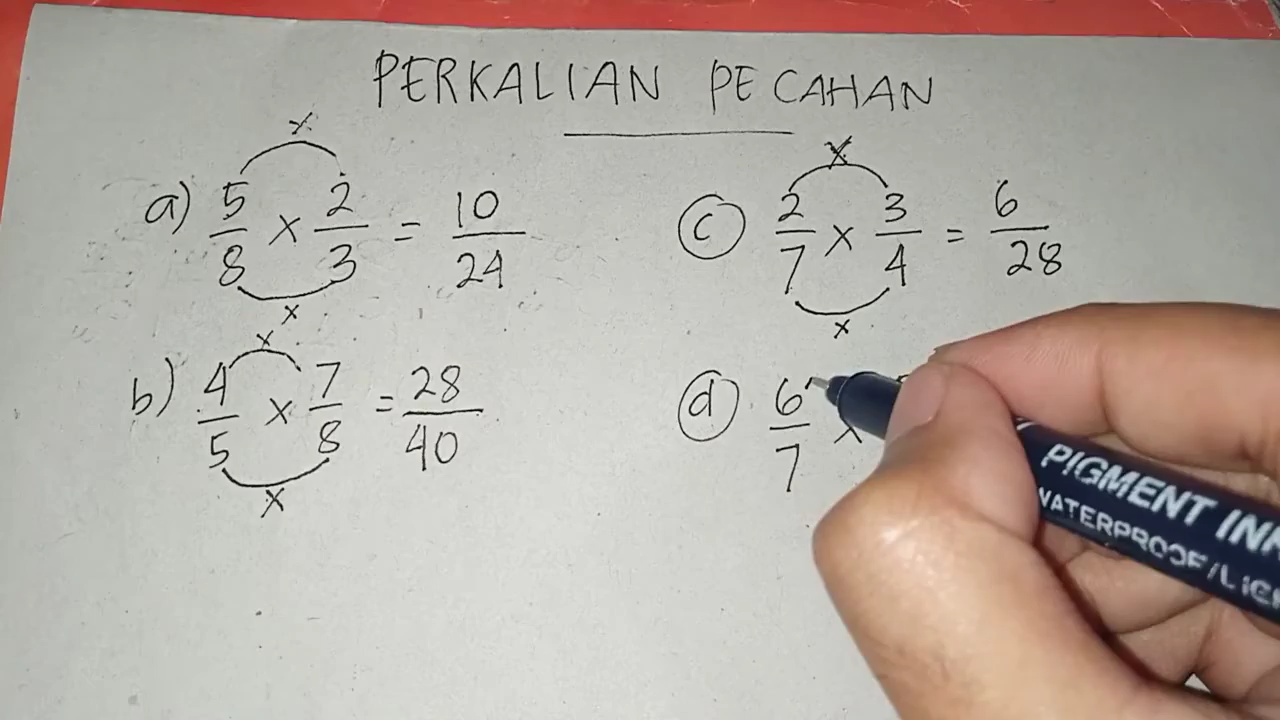 PERKALIAN PECAHAN
x
a) 5/8 x 2/3 = 10/24
x
x
b) 4/5 x 7/8 = 28/40
x
x
c 2/7 x 3/4 = 6/28
x
d 6/7 x
PIGMENT INK
WATERPROOF/LIG